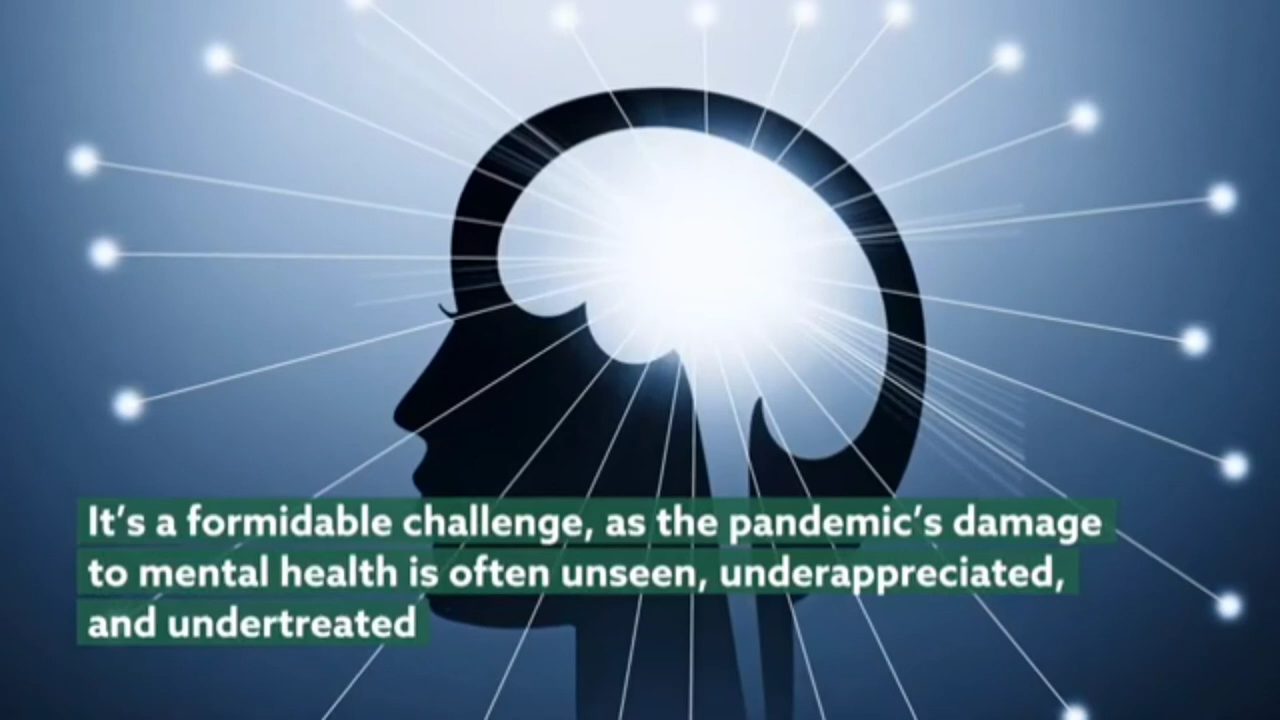 It’s a formidable challenge, as the pandemic’s damage
to mental health is often unseen, underappreciated,
and undertreated